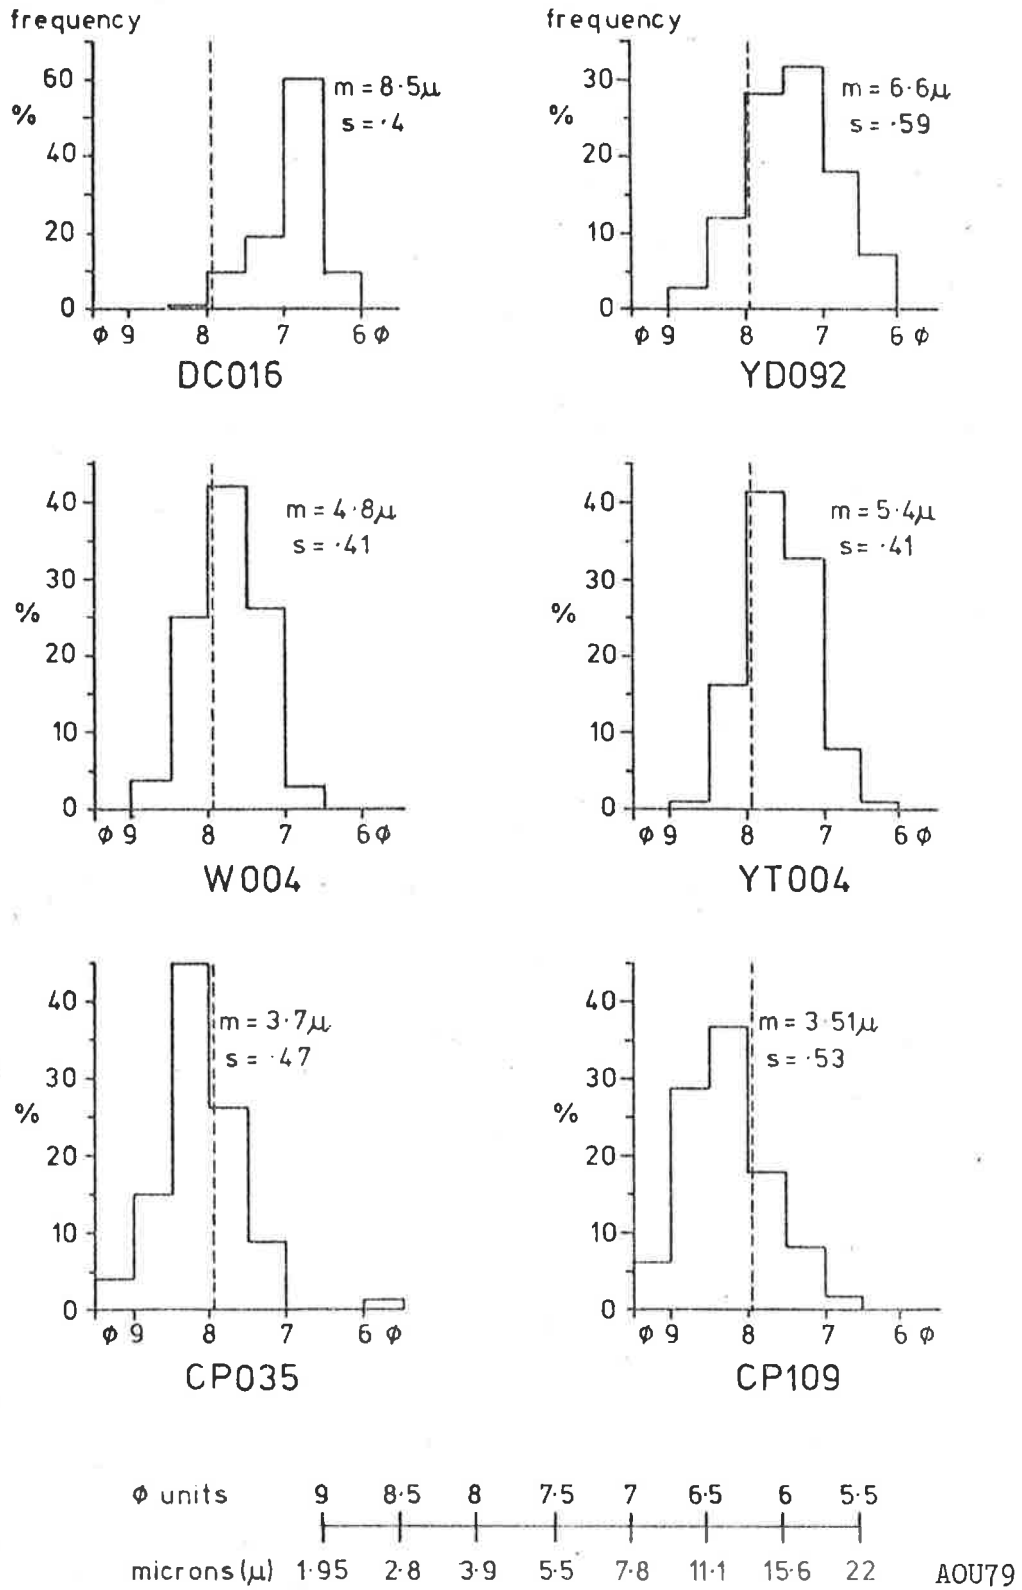 frequency
60
%
40
20
0
m = 8·5μ
s = ·4
φ 9 8 7 6 φ
DC016
frequency
30
%
20
10
0
m = 6·6μ
s = ·59
φ 9 8 7 6 φ
YD092
40
30
%
20
10
0
m = 4·8μ
s = ·41
φ 9 8 7 6 φ
W004
40
30
%
20
10
0
m = 5·4μ
s = ·41
φ 9 8 7 6 φ
YT004
40
30
%
20
10
0
m = 3·7μ
s = ·47
φ 9 8 7 6 φ
CP035
40
30
%
20
10
0
m = 3·51μ
s = ·53
φ 9 8 7 6 φ
CP109
φ units 9 8·5 8 7·5 7 6·5 6 5·5
microns (μ) 1·95 2·8 3·9 5·5 7·8 11·1 15·6 22
AOU79